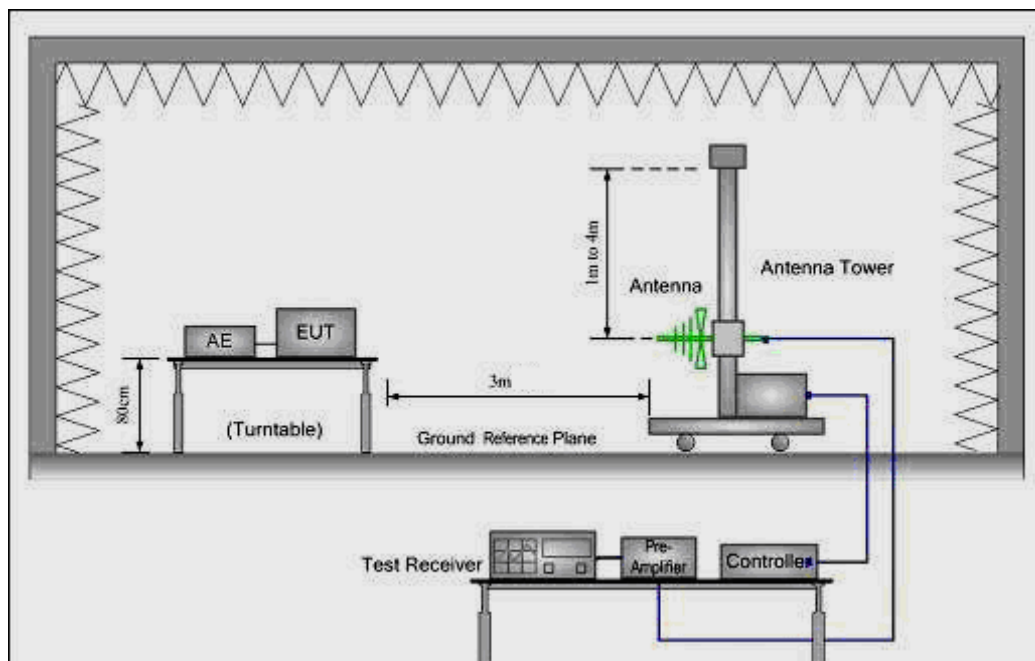 1m to 4m
Antenna
Antenna Tower
AE
EUT
3m
80cm
(Turntable)
Ground Reference Plane
Test Receiver
Pre-
Amplifier
Controller